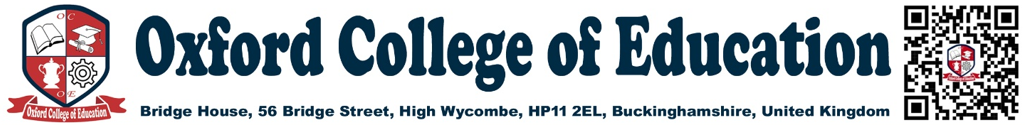 O C
O E
Oxford College of Education
Oxford College of Education
Bridge House, 56 Bridge Street, High Wycombe, HP11 2EL, Buckinghamshire, United Kingdom